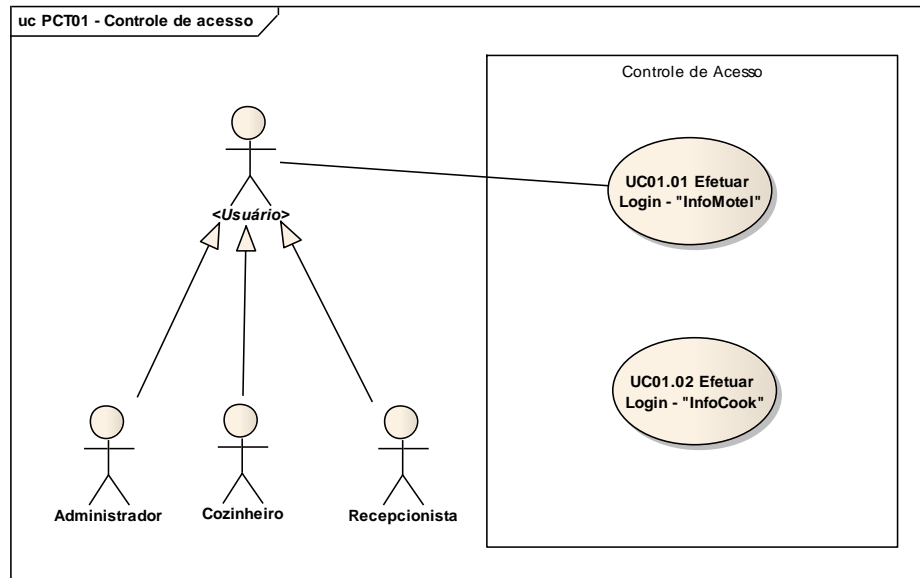 uc PCT01 - Controle de acesso
Controle de Acesso
UC01.01 Efetuar
Login - "InfoMotel"
<Usuário>
UC01.02 Efetuar
Login - "InfoCook"
Administrador
Cozinheiro
Recepcionista